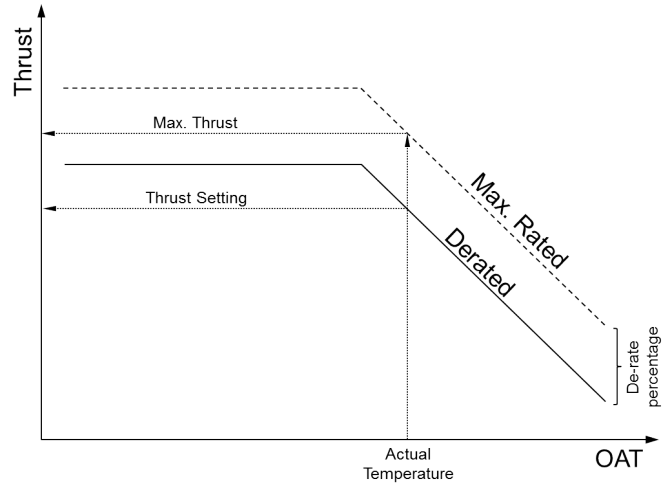 Thrust
Max. Thrust
Thrust Setting
Max. Rated
Derated
De-rate
percentage
Actual
Temperature
OAT